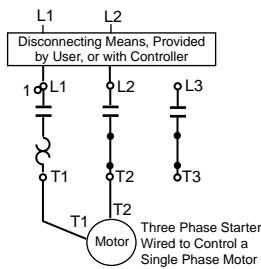 L1 L2
Disconnecting Means, Provided
by User, or with Controller
1 L1 L2 L3
T1 T2 T3
T1 T2
Motor
Three Phase Starter
Wired to Control a
Single Phase Motor